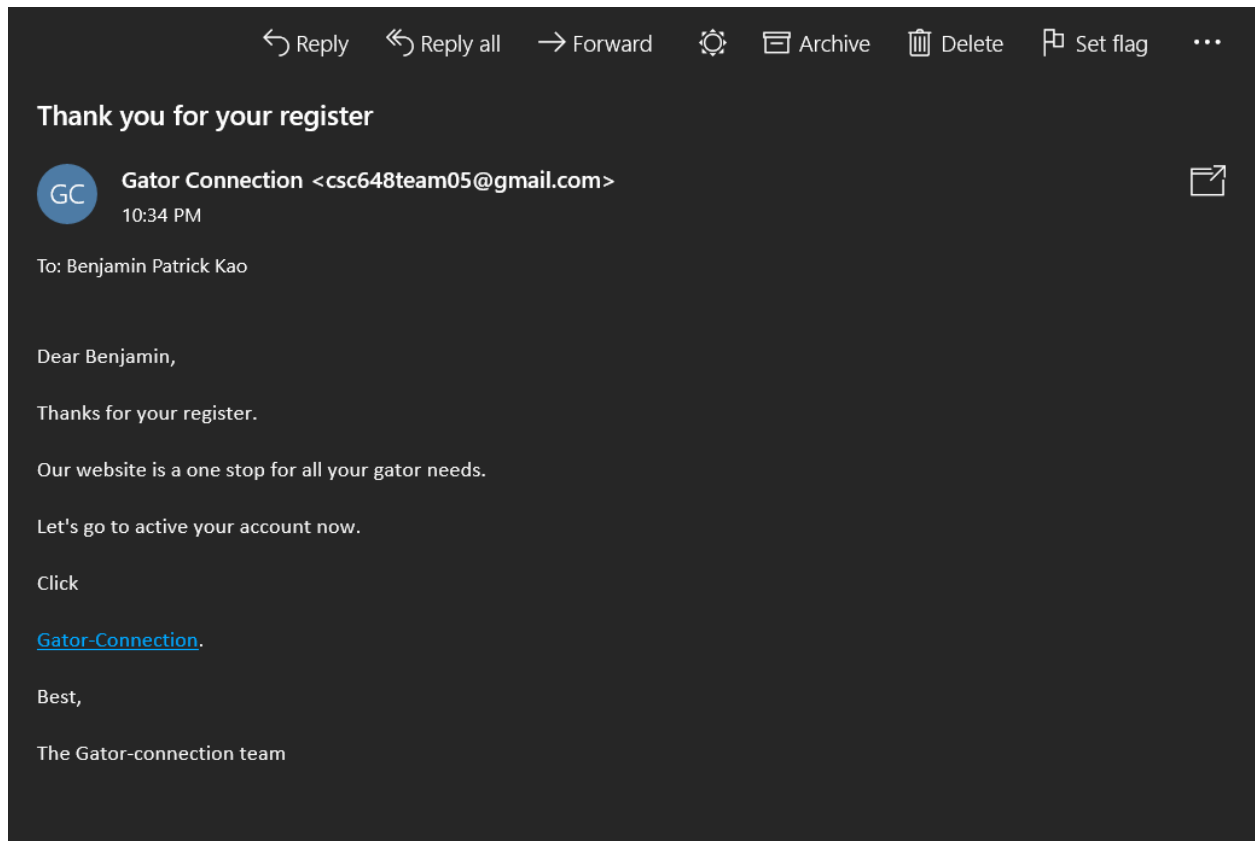 Reply Reply all Forward Archive Delete Set flag ...
Thank you for your register
GC
Gator Connection <csc648team05@gmail.com>
10:34 PM
To: Benjamin Patrick Kao
Dear Benjamin,
Thanks for your register.
Our website is a one stop for all your gator needs.
Let's go to active your account now.
Click
Gator-Connection.
Best,
The Gator-connection team